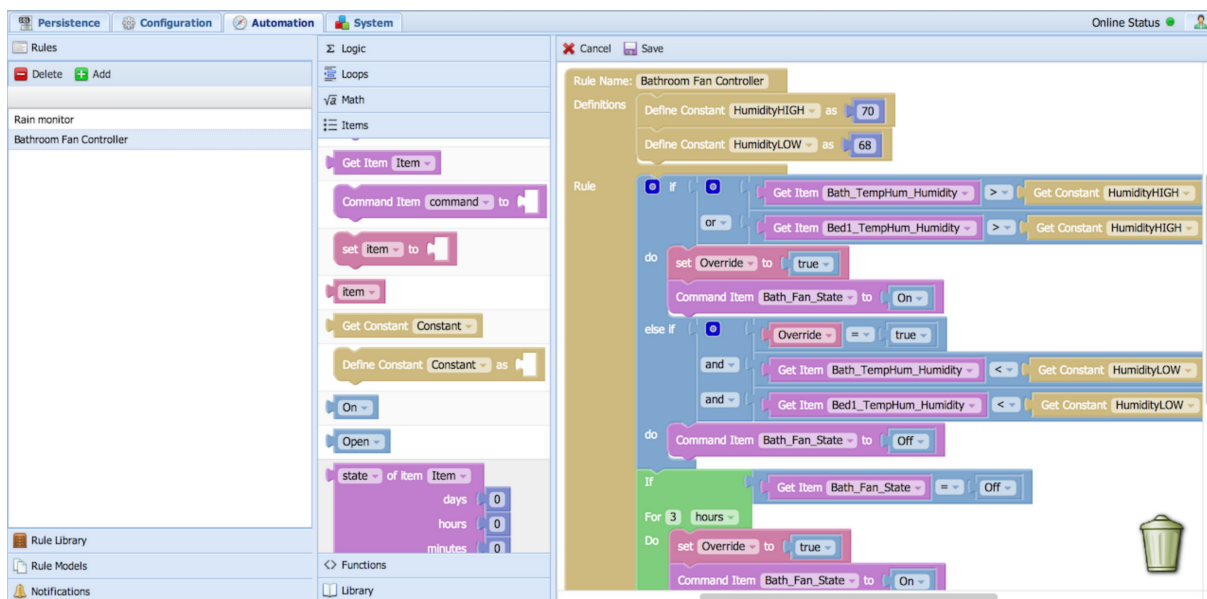 Persistence Configuration Automation System Online Status
Rules
Delete Add
Rain monitor
Bathroom Fan Controller
Rule Library
Rule Models
Notifications
Σ Logic
Loops
√a Math
Items
Get Item Item
Command Item command to
set item to
item
Get Constant Constant
Define Constant Constant as
On
Open
state of item Item
days 0
hours 0
minutes 0
<> Functions
Library
Cancel Save
Rule Name: Bathroom Fan Controller
Definitions
Define Constant HumidityHIGH as 70
Define Constant HumidityLOW as 68
Rule
if Get Item Bath_TempHum_Humidity > Get Constant HumidityHIGH
or Get Item Bed1_TempHum_Humidity > Get Constant HumidityHIGH
do set Override to true
Command Item Bath_Fan_State to On
else if Override = true
and Get Item Bath_TempHum_Humidity < Get Constant HumidityLOW
and Get Item Bed1_TempHum_Humidity < Get Constant HumidityLOW
do Command Item Bath_Fan_State to Off
If Get Item Bath_Fan_State = Off
For 3 hours
Do set Override to true
Command Item Bath_Fan_State to On